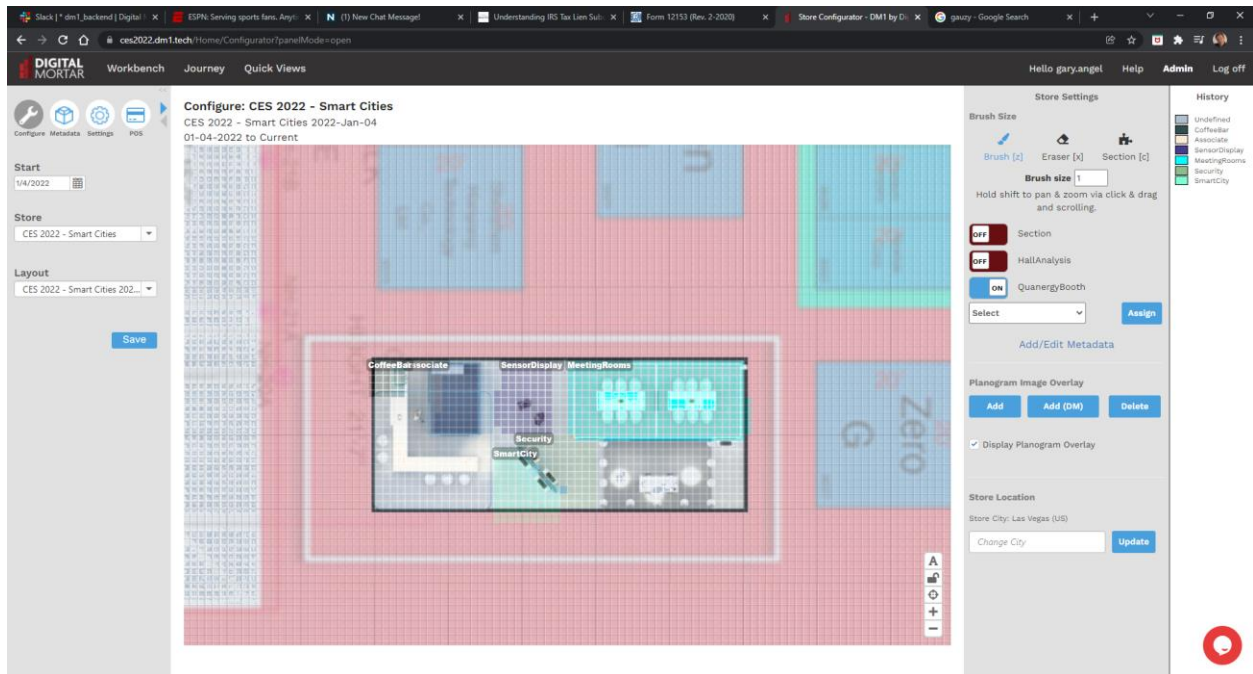 Slack | * dm1_backend | Digital
ESPN: Serving sports fans. Anyti
N (1) New Chat Message!
Understanding IRS Tax Lien Sub
Form 12153 (Rev. 2-2020)
Store Configurator - DM1 by Di
gauzy - Google Search
ces2022.dm1.tech/Home/Configurator?panelMode=open
DIGITAL
MORTAR
Workbench Journey Quick Views
Hello gary.angel Help Admin Log off
Configure Metadata Settings POS
Start
1/4/2022
Store
CES 2022 - Smart Cities
Layout
CES 2022 - Smart Cities 202...
Save
Configure: CES 2022 - Smart Cities
CES 2022 - Smart Cities 2022-Jan-04
01-04-2022 to Current
CoffeeBar
ssociate
SensorDisplay
MeetingRooms
Security
SmartCity
G
Zero
A
Store Settings
Brush Size
Brush [z] Eraser [x] Section [c]
Brush size 1
Hold shift to pan & zoom via click & drag
and scrolling.
OFF Section
OFF HallAnalysis
ON QuanergyBooth
Select
Assign
Add/Edit Metadata
Planogram Image Overlay
Add Add (DM) Delete
Display Planogram Overlay
Store Location
Store City: Las Vegas (US)
Change City
Update
History
Undefined
CoffeeBar
Associate
SensorDisplay
MeetingRooms
Security
SmartCity